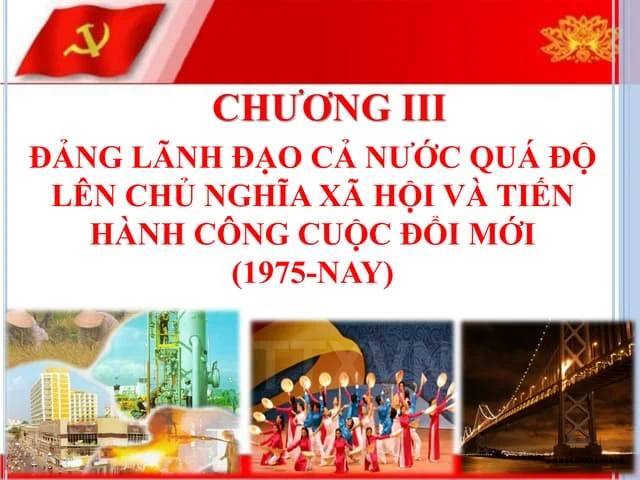 CHƯƠNG III
ĐẢNG LÃNH ĐẠO CẢ NƯỚC QUÁ ĐỘ
LÊN CHỦ NGHĨA XÃ HỘI VÀ TIẾN
HÀNH CÔNG CUỘC ĐỔI MỚI
(1975-NAY)
TTXVN